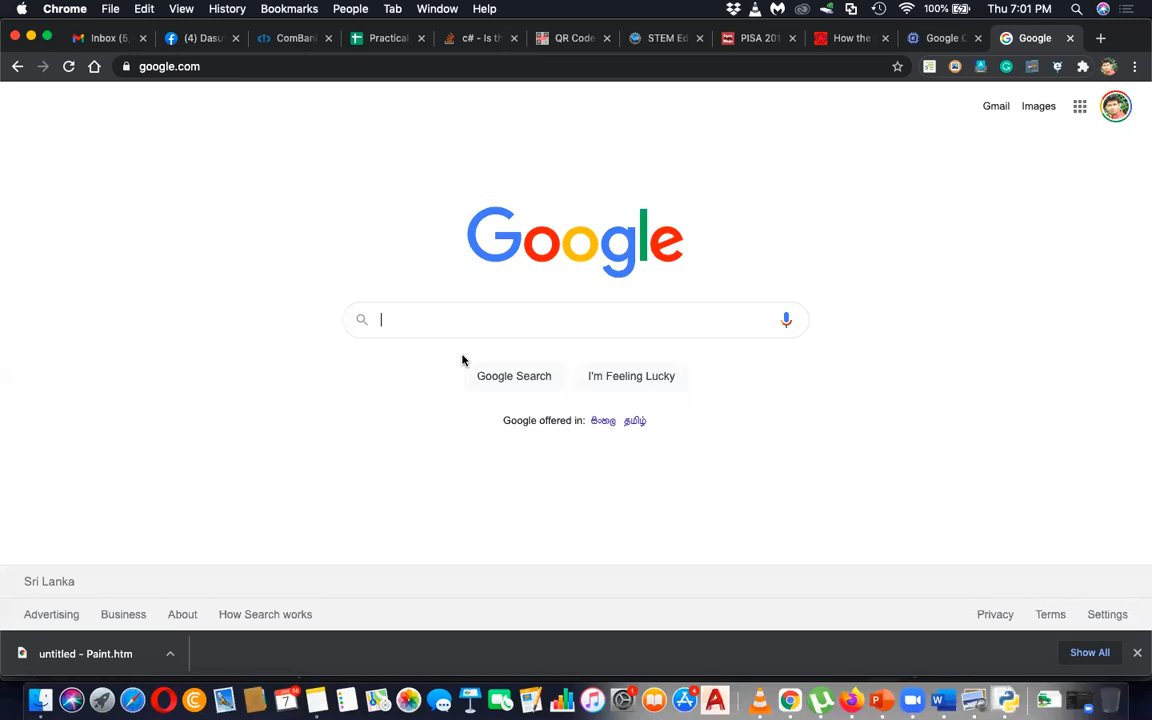 Chrome File Edit View History Bookmarks People Tab Window Help 100% Thu 7:01 PM
Inbox (5, (4) Dasu ComBan Practical c# - Is th QR Code STEM Ed PISA 201 How the Google C Google
google.com
Gmail Images
Google
Google Search I'm Feeling Lucky
Google offered in: සිංහල தமிழ்
Sri Lanka
Advertising Business About How Search works Privacy Terms Settings
untitled - Paint.htm Show All